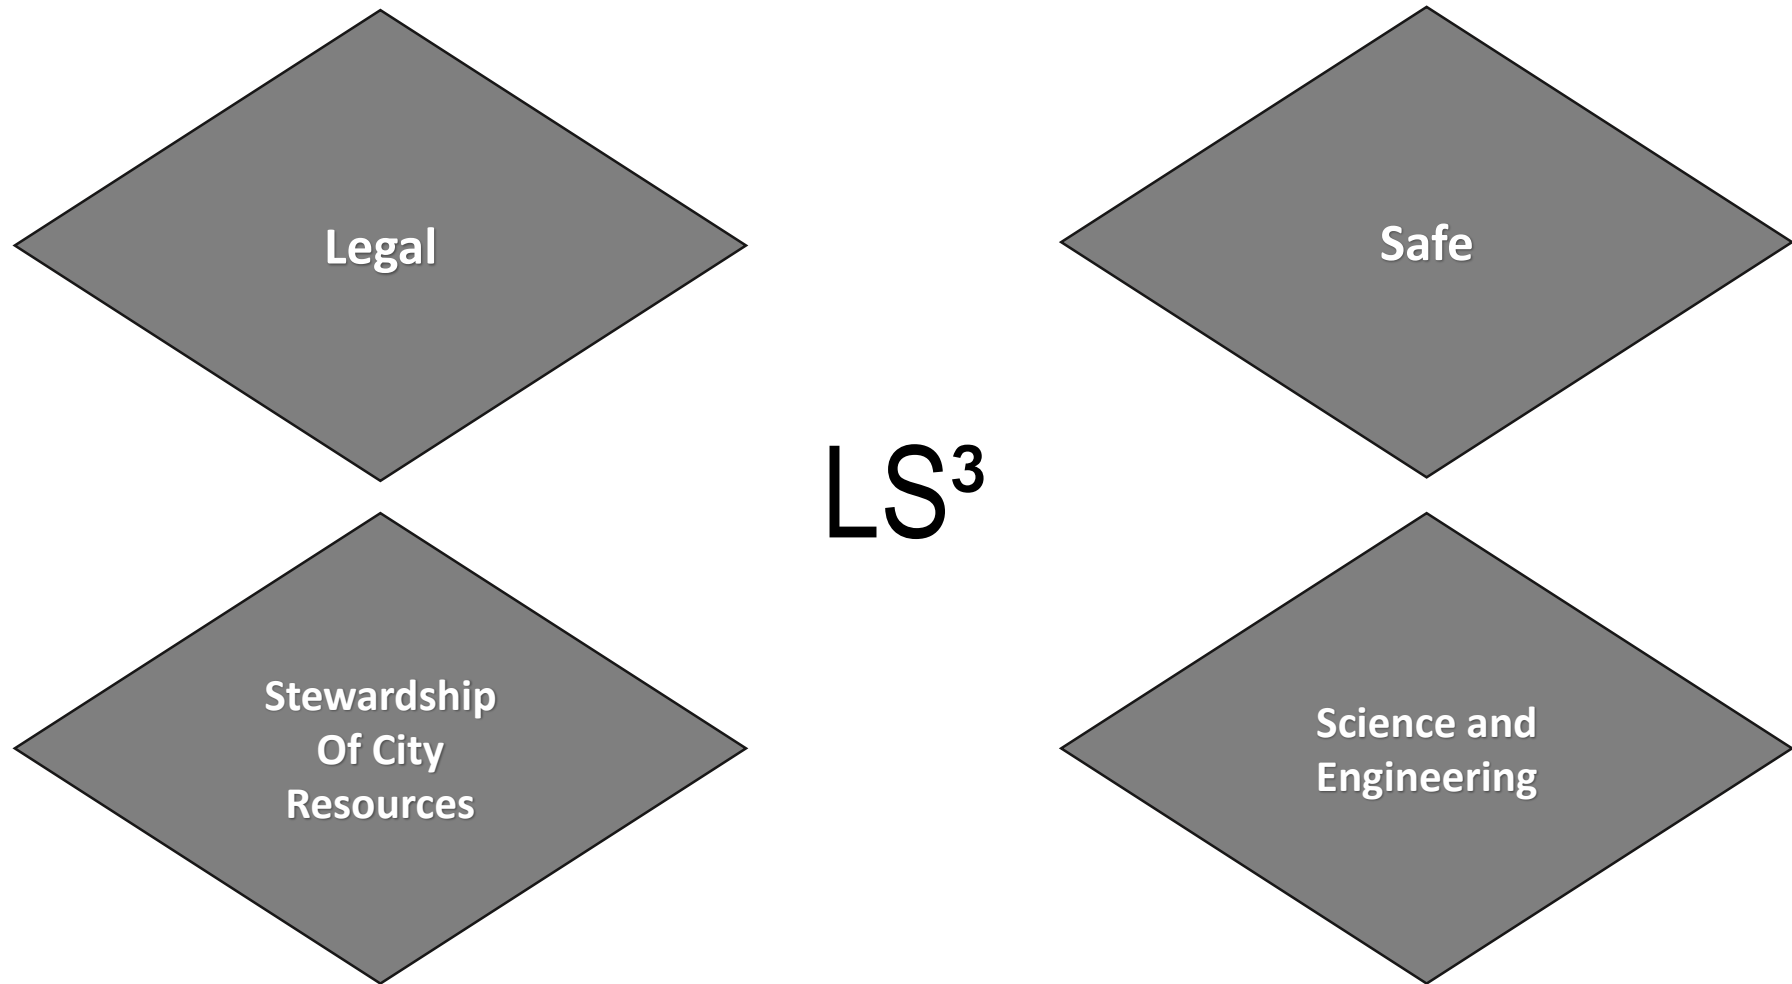 Legal
Safe
LS³
Stewardship
Of City
Resources
Science and
Engineering